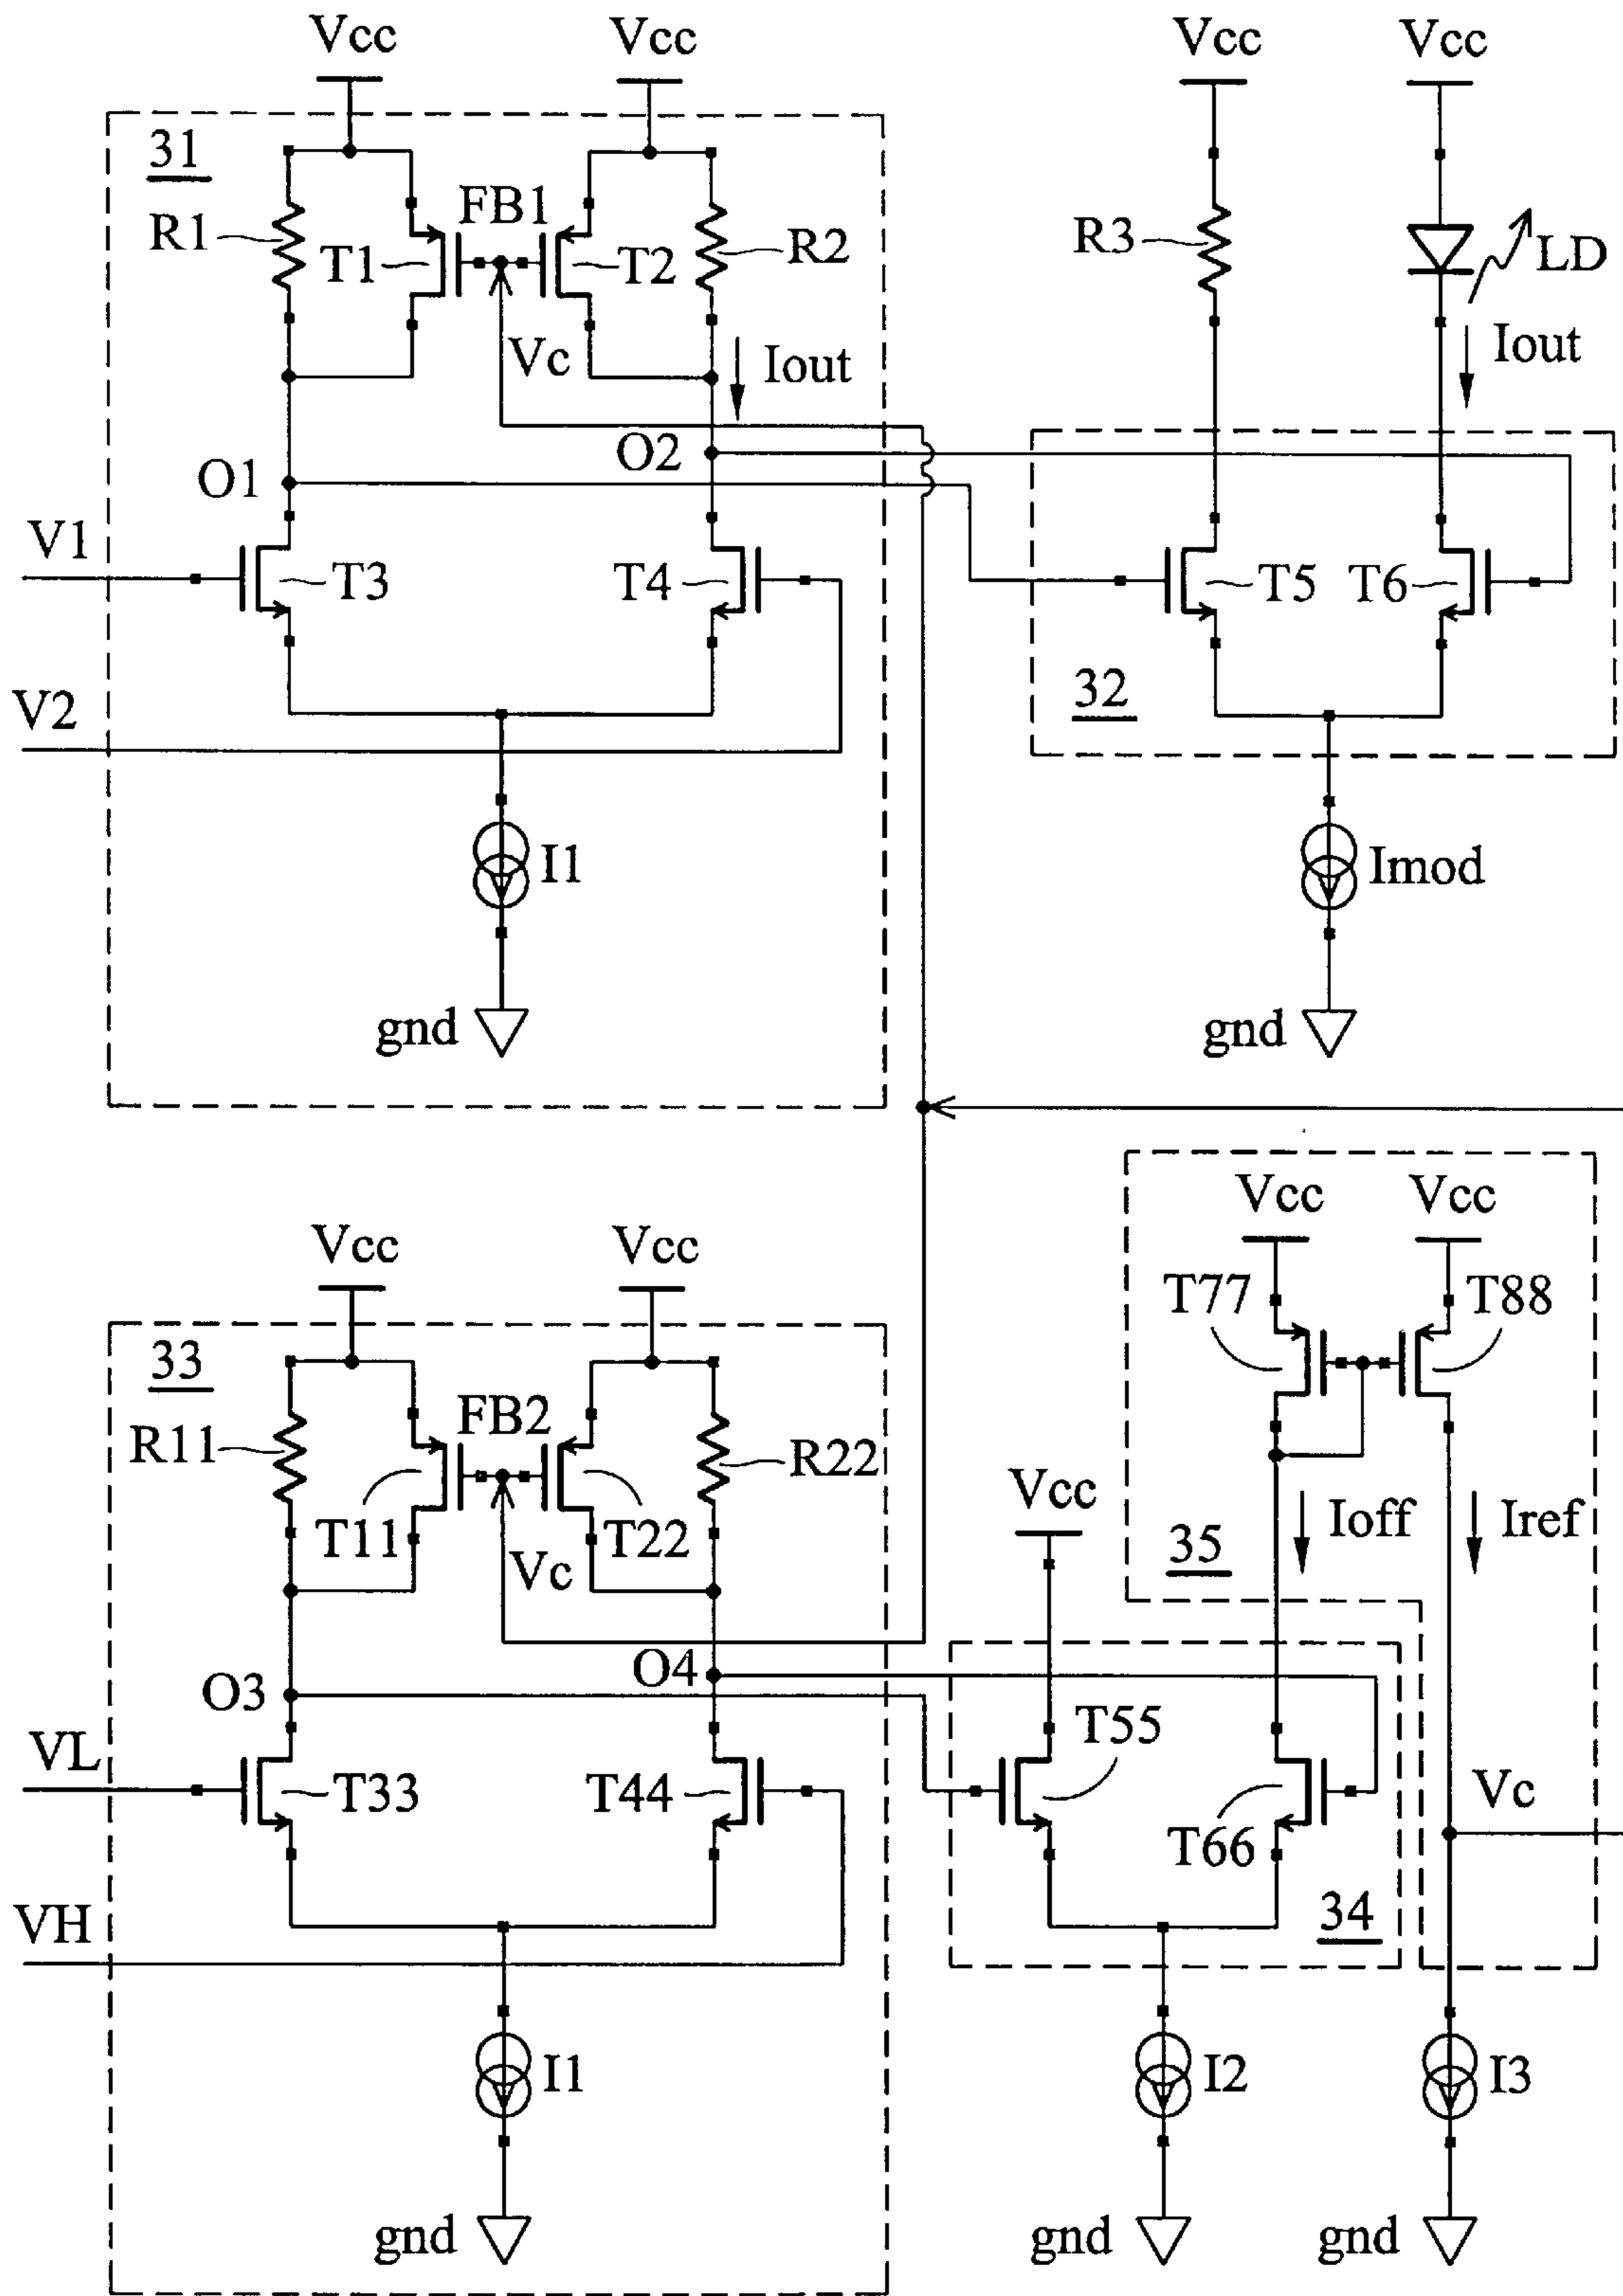 Vcc
Vcc
Vcc
Vcc
31
FB1
R1
T1
T2
R2
R3
LD
Vc
Iout
Iout
O2
O1
V1
T3
T4
T5
T6
V2
32
I1
Imod
gnd
gnd
Vcc
Vcc
Vcc
Vcc
T77
T88
33
FB2
R11
R22
Vcc
T11
T22
Ioff
Iref
35
Vc
O4
O3
T55
VL
T33
T44
Vc
T66
VH
34
I1
I2
I3
gnd
gnd
gnd